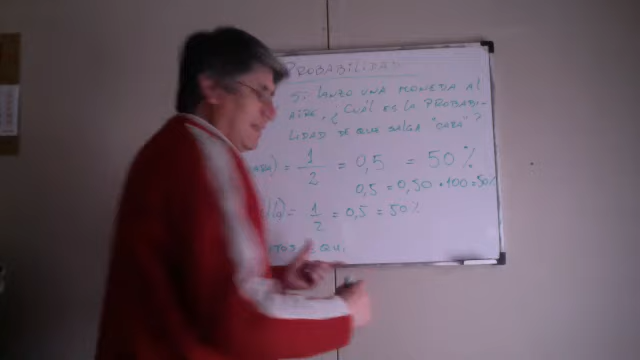 PROBABILIDAD
SI LANZO UNA MONEDA AL
AIRE, ¿CUÁL ES LA PROBABI-
LIDAD DE QUE SALGA "CARA"?
1/2 = 0,5 = 50%
0,5 = 0,50 • 100 = 50%
1/2 = 0,5 = 50%
EQUI.